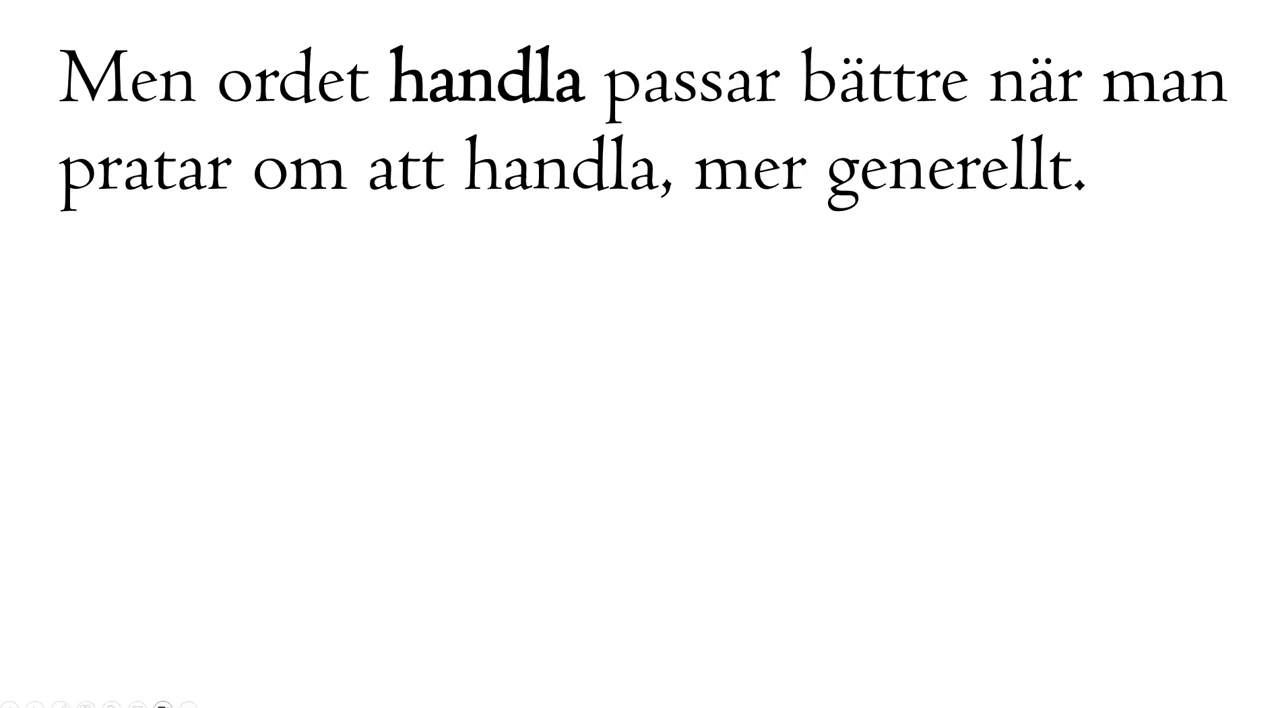 Men ordet handla passar bättre när man
pratar om att handla, mer generellt.